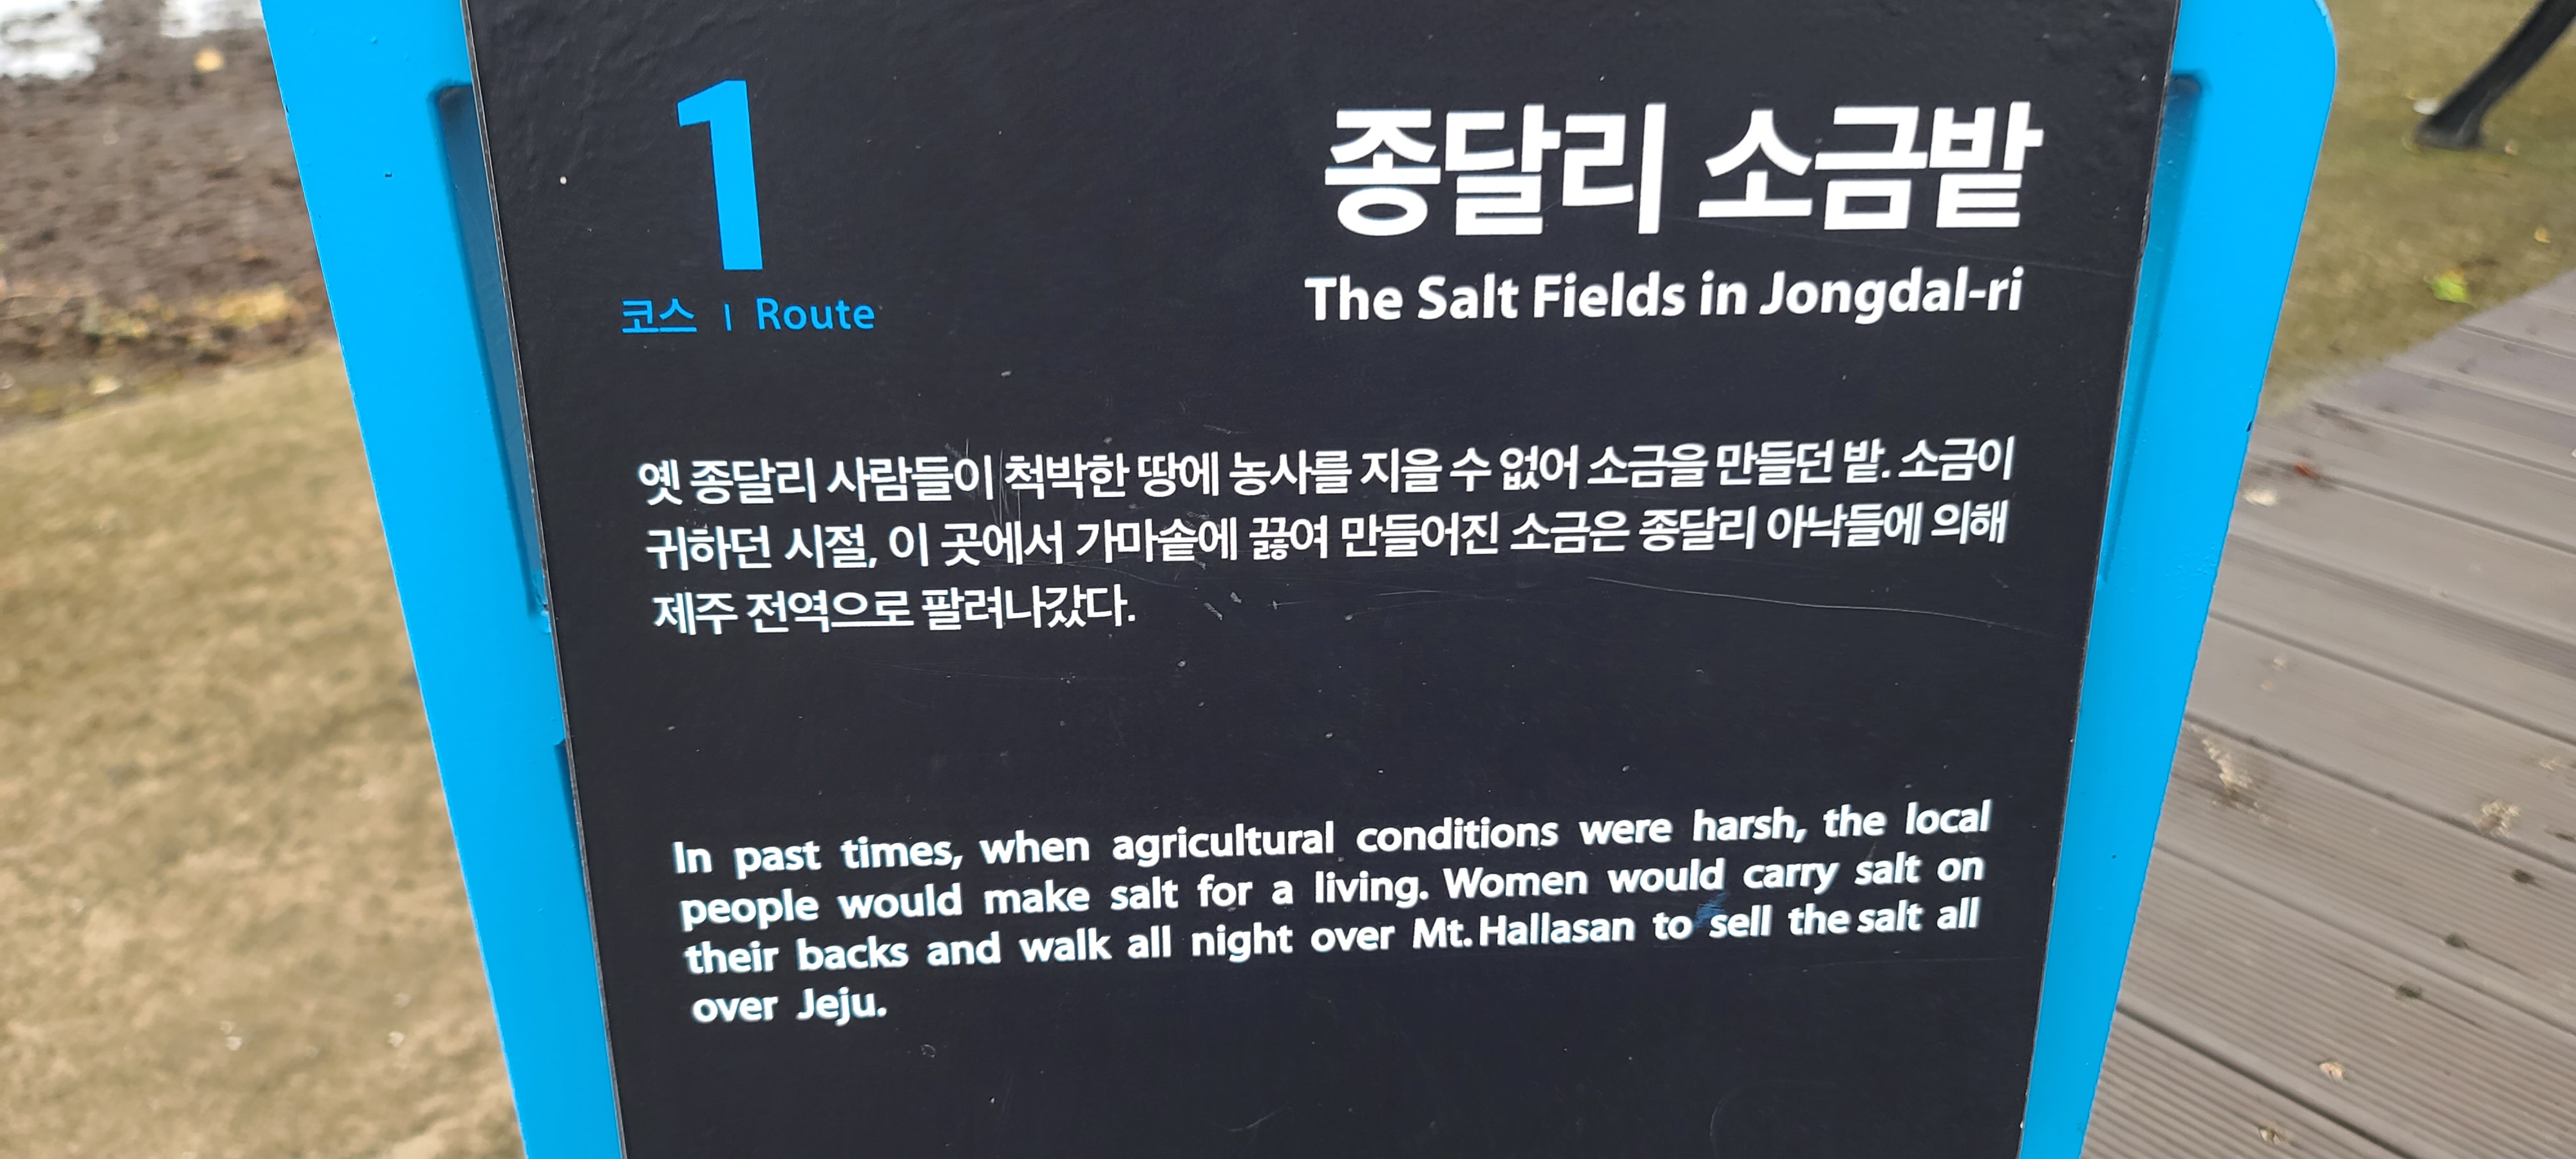 1
코스 | Route
종달리 소금밭
The Salt Fields in Jongdal-ri
옛 종달리 사람들이 척박한 땅에 농사를 지을 수 없어 소금을 만들던 밭. 소금이
귀하던 시절, 이 곳에서 가마솥에 끓여 만들어진 소금은 종달리 아낙들에 의해
제주 전역으로 팔려나갔다.
In past times, when agricultural conditions were harsh, the local
people would make salt for a living. Women would carry salt on
their backs and walk all night over Mt. Hallasan to sell the salt all
over Jeju.